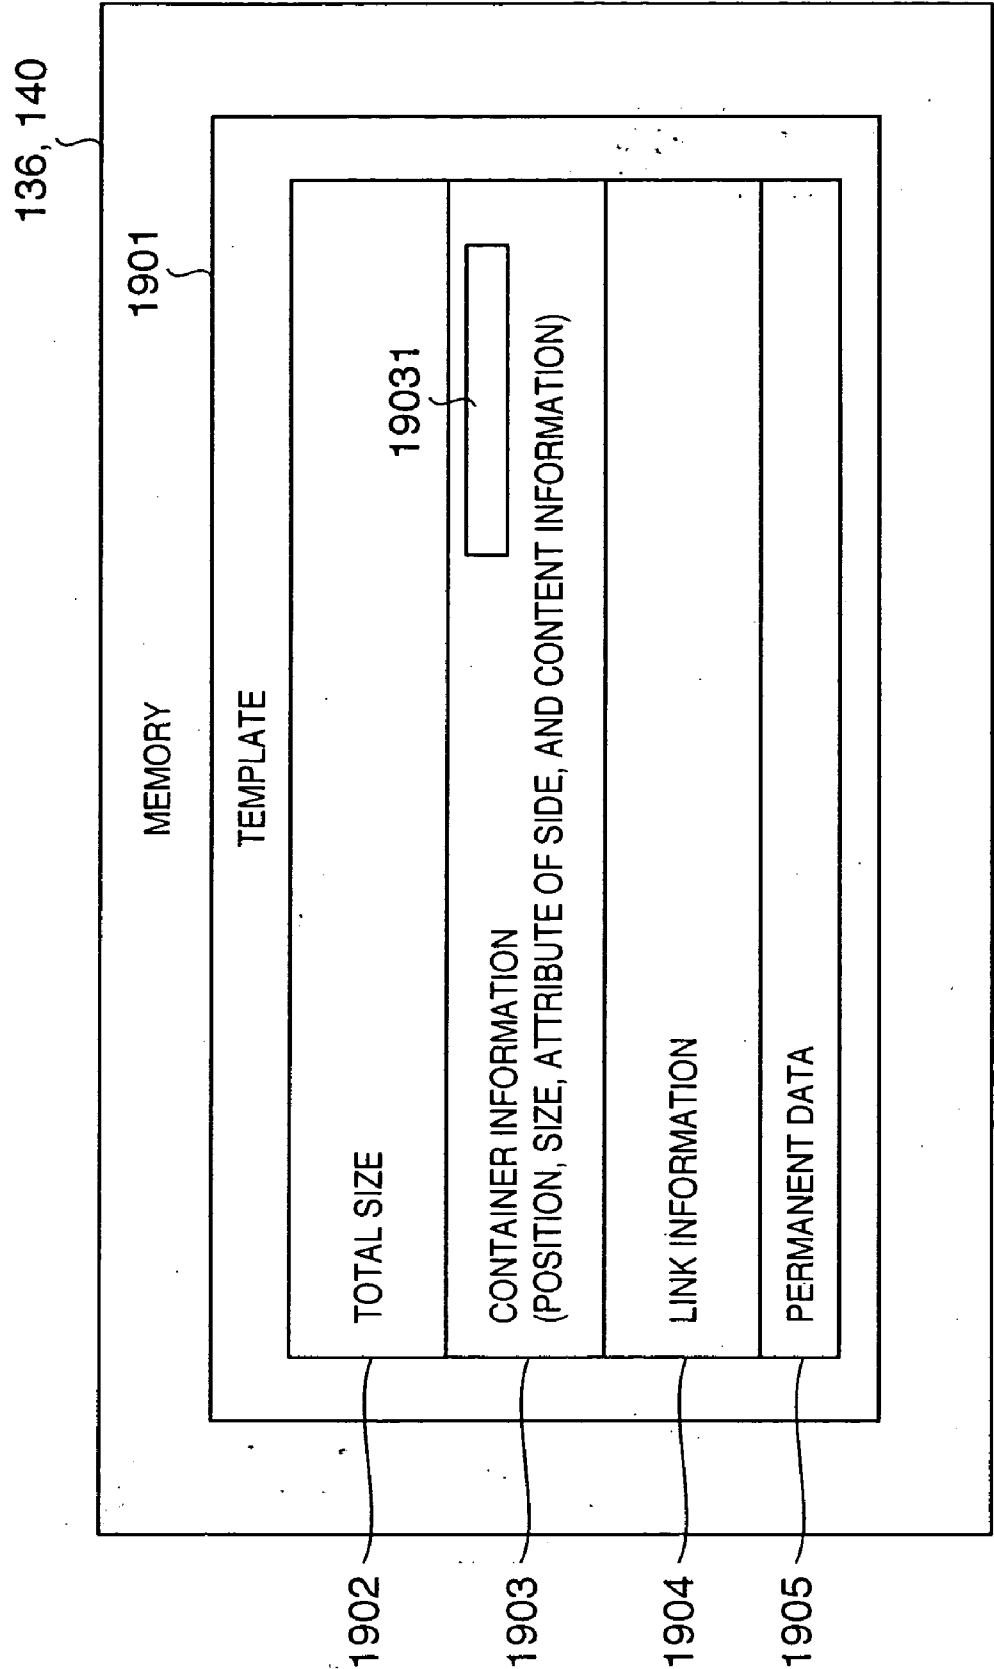 136, 140
MEMORY
1901
TEMPLATE
1902
TOTAL SIZE
19031
1903
CONTAINER INFORMATION
(POSITION, SIZE, ATTRIBUTE OF SIDE, AND CONTENT INFORMATION)
1904
LINK INFORMATION
1905
PERMANENT DATA